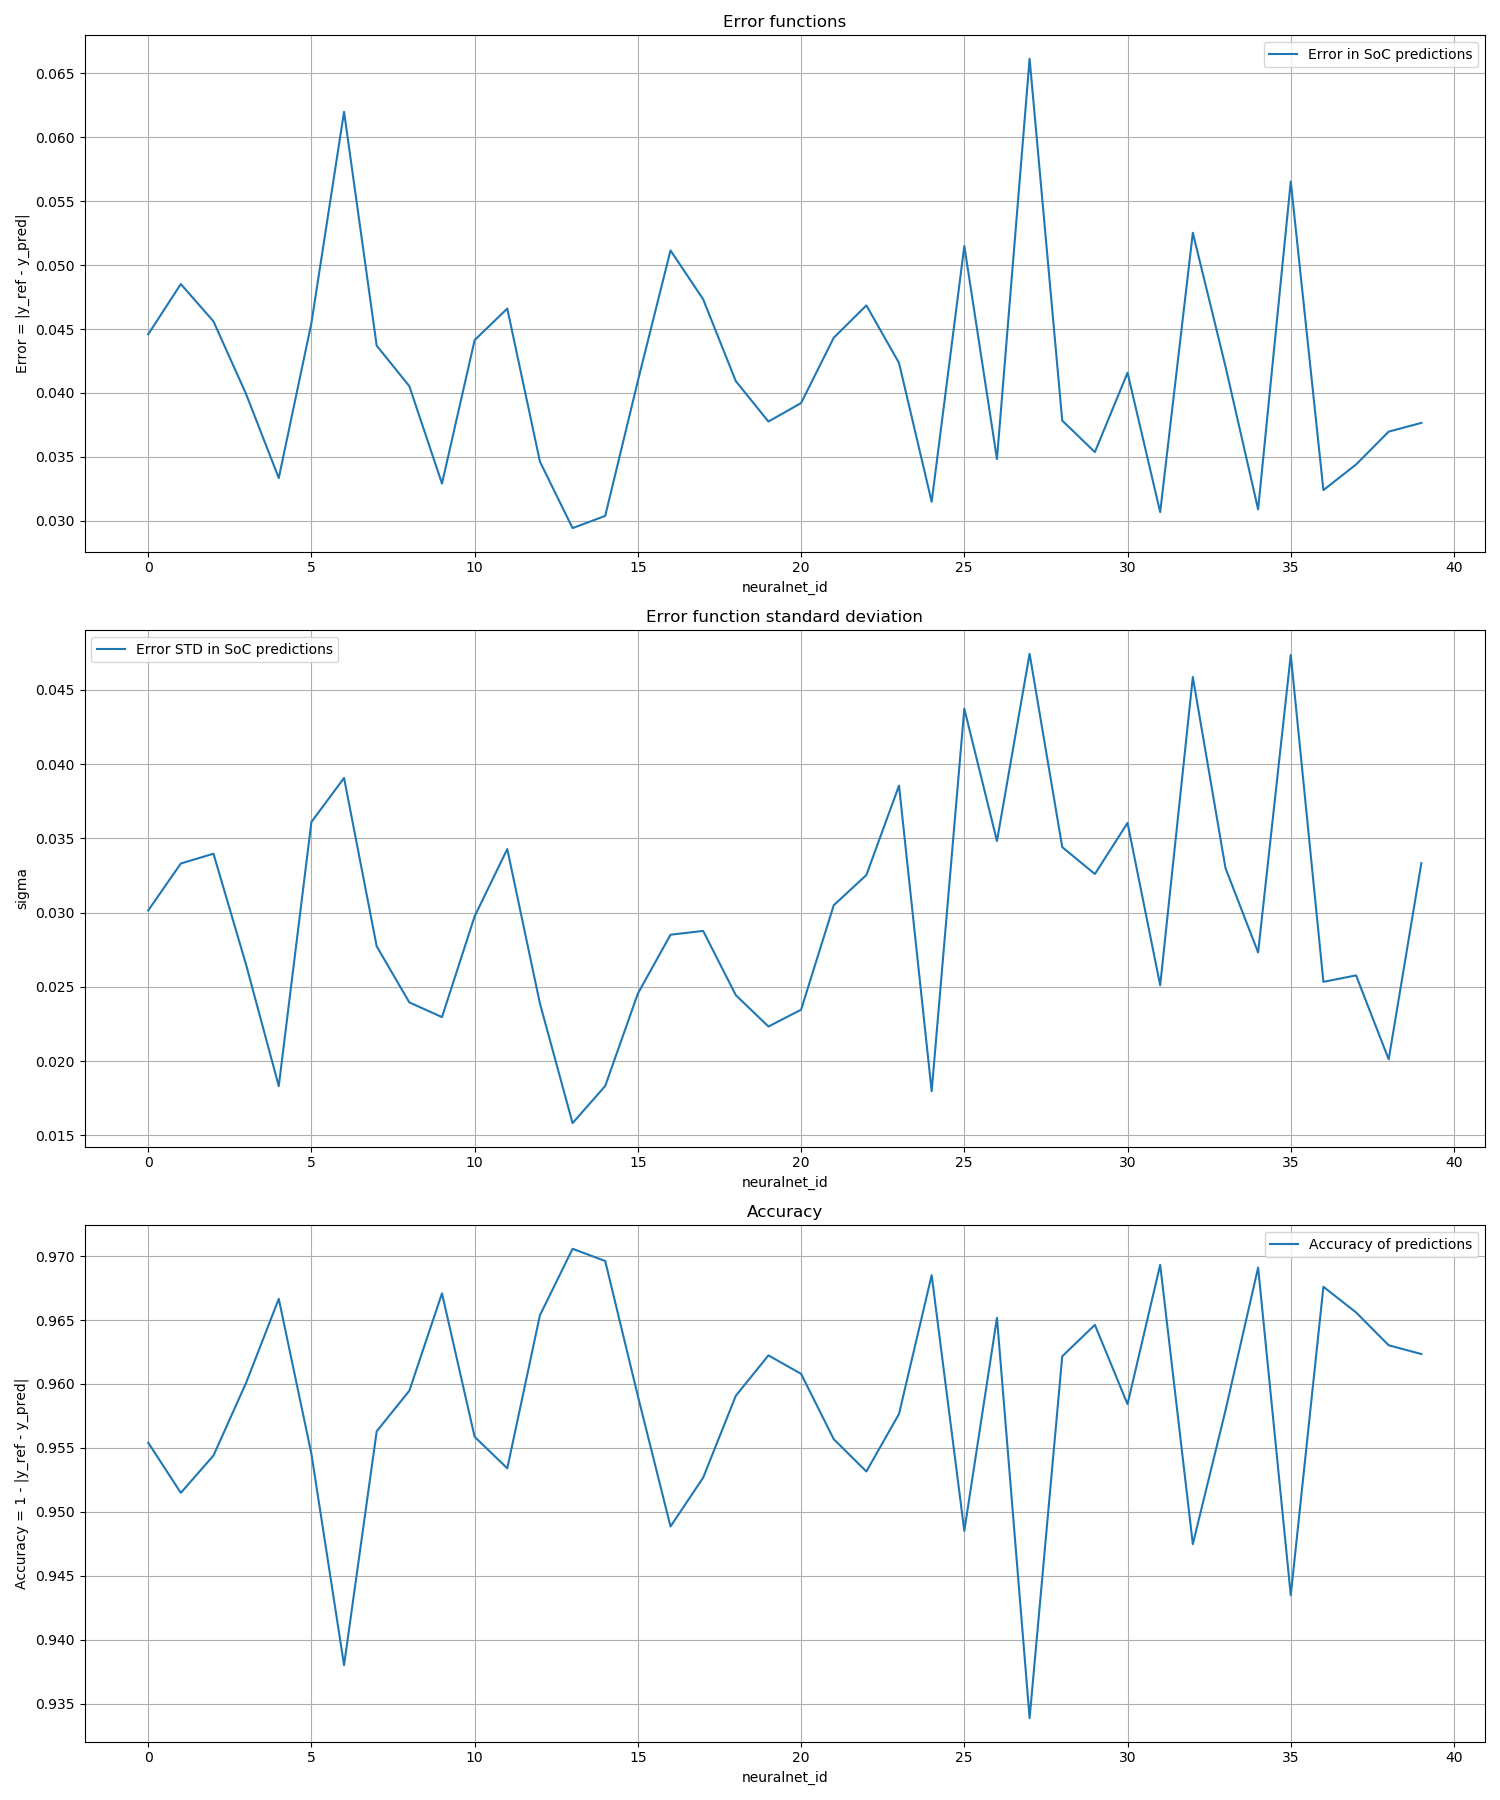 Error functions
Error in SoC predictions
0.065
0.060
0.055
0.050
0.045
0.040
0.035
0.030
Error = |y_ref - y_pred|
0 5 10 15 20 25 30 35 40
neuralnet_id
Error function standard deviation
Error STD in SoC predictions
0.045
0.040
0.035
0.030
0.025
0.020
0.015
sigma
0 5 10 15 20 25 30 35 40
neuralnet_id
Accuracy
Accuracy of predictions
0.970
0.965
0.960
0.955
0.950
0.945
0.940
0.935
Accuracy = 1 - |y_ref - y_pred|
0 5 10 15 20 25 30 35 40
neuralnet_id